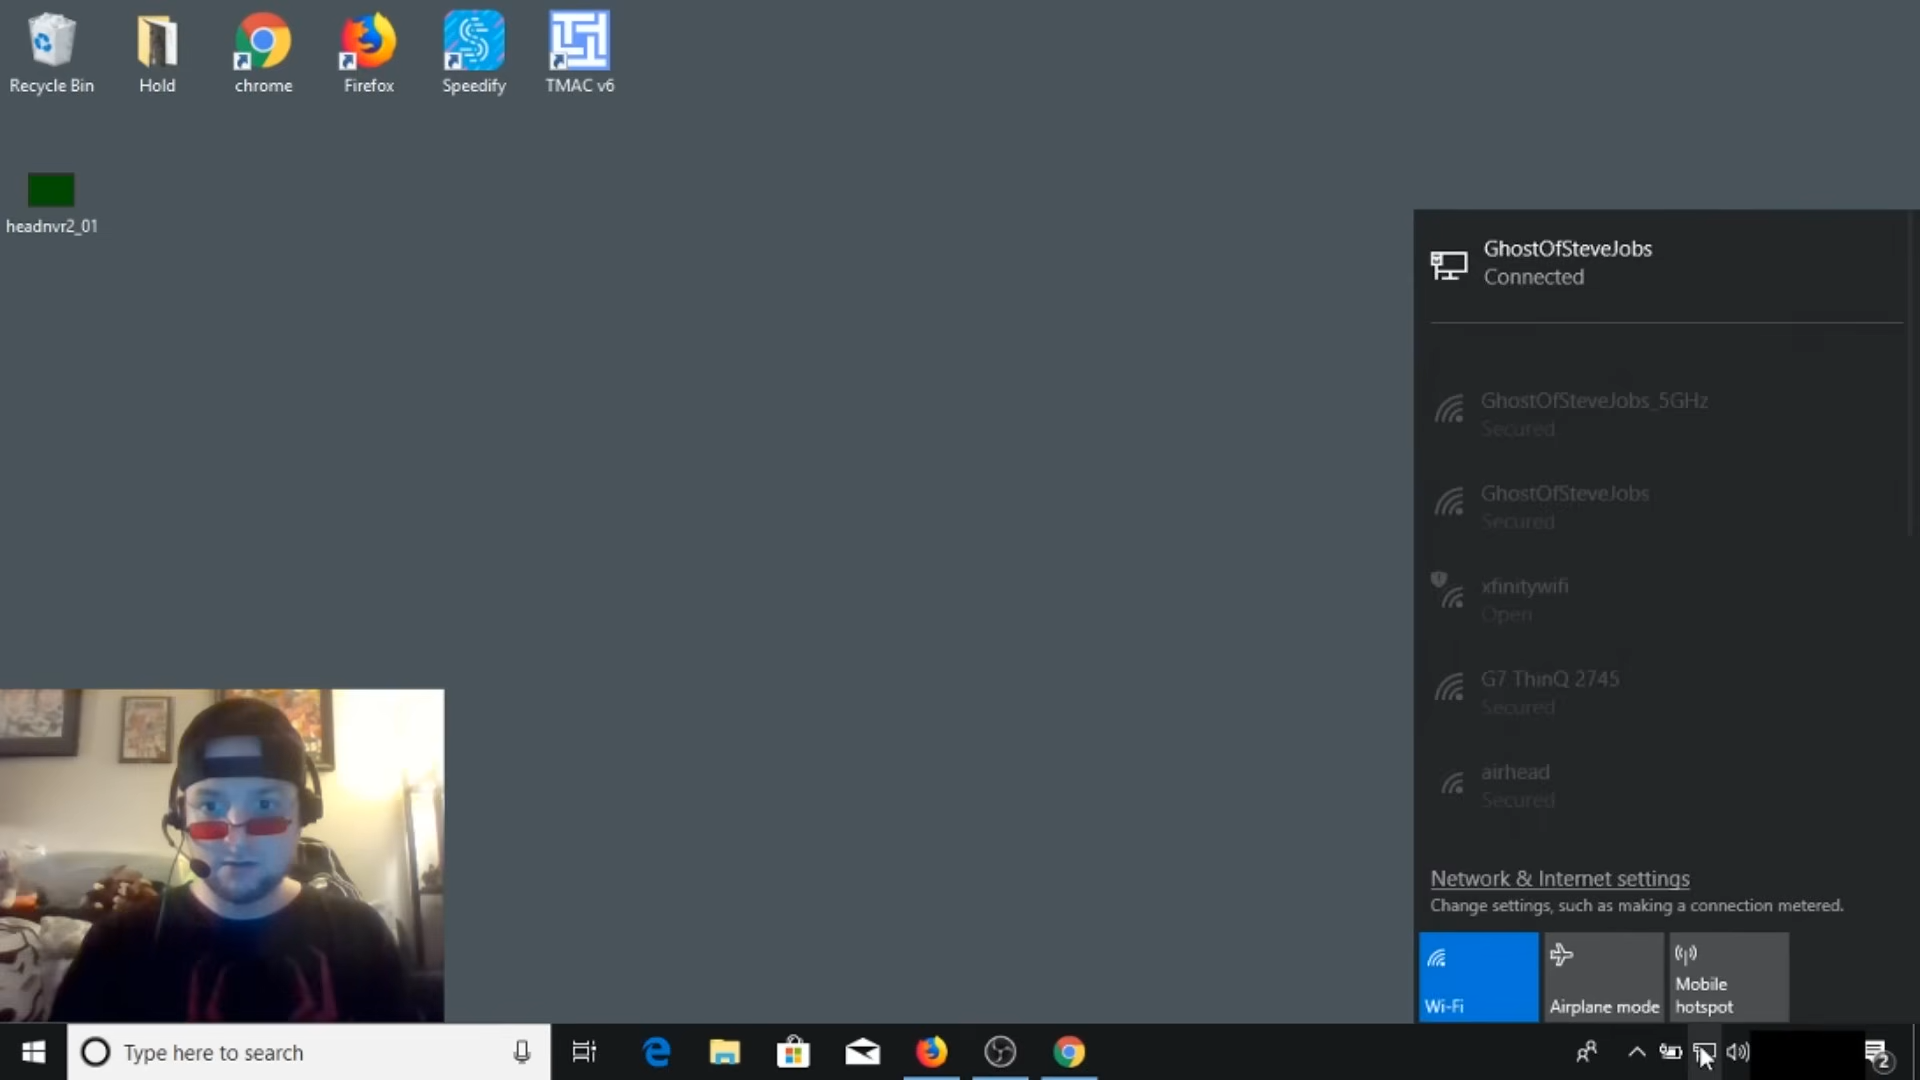 Recycle Bin
Hold
chrome
Firefox
Speedify
TMAC v6
headnvr2_01
GhostOfSteveJobs
Connected
GhostOfSteveJobs_5GHz
Secured
GhostOfSteveJobs
Secured
xfinitywifi
Open
G7 ThinQ 2745
Secured
airhead
Secured
Network & Internet settings
Change settings, such as making a connection metered.
Wi-Fi
Airplane mode
Mobile
hotspot
Type here to search
2